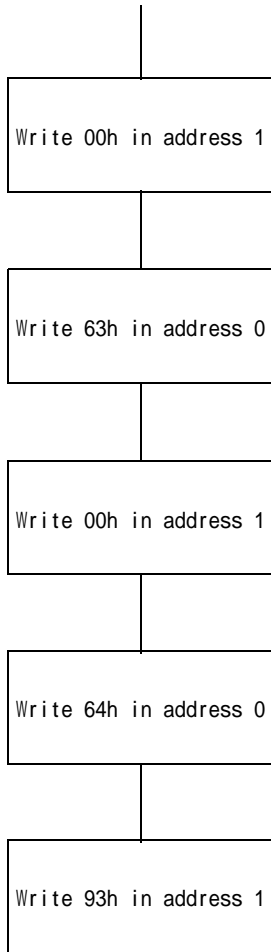 Write 00h in address 1
Write 63h in address 0
Write 00h in address 1
Write 64h in address 0
Write 93h in address 1